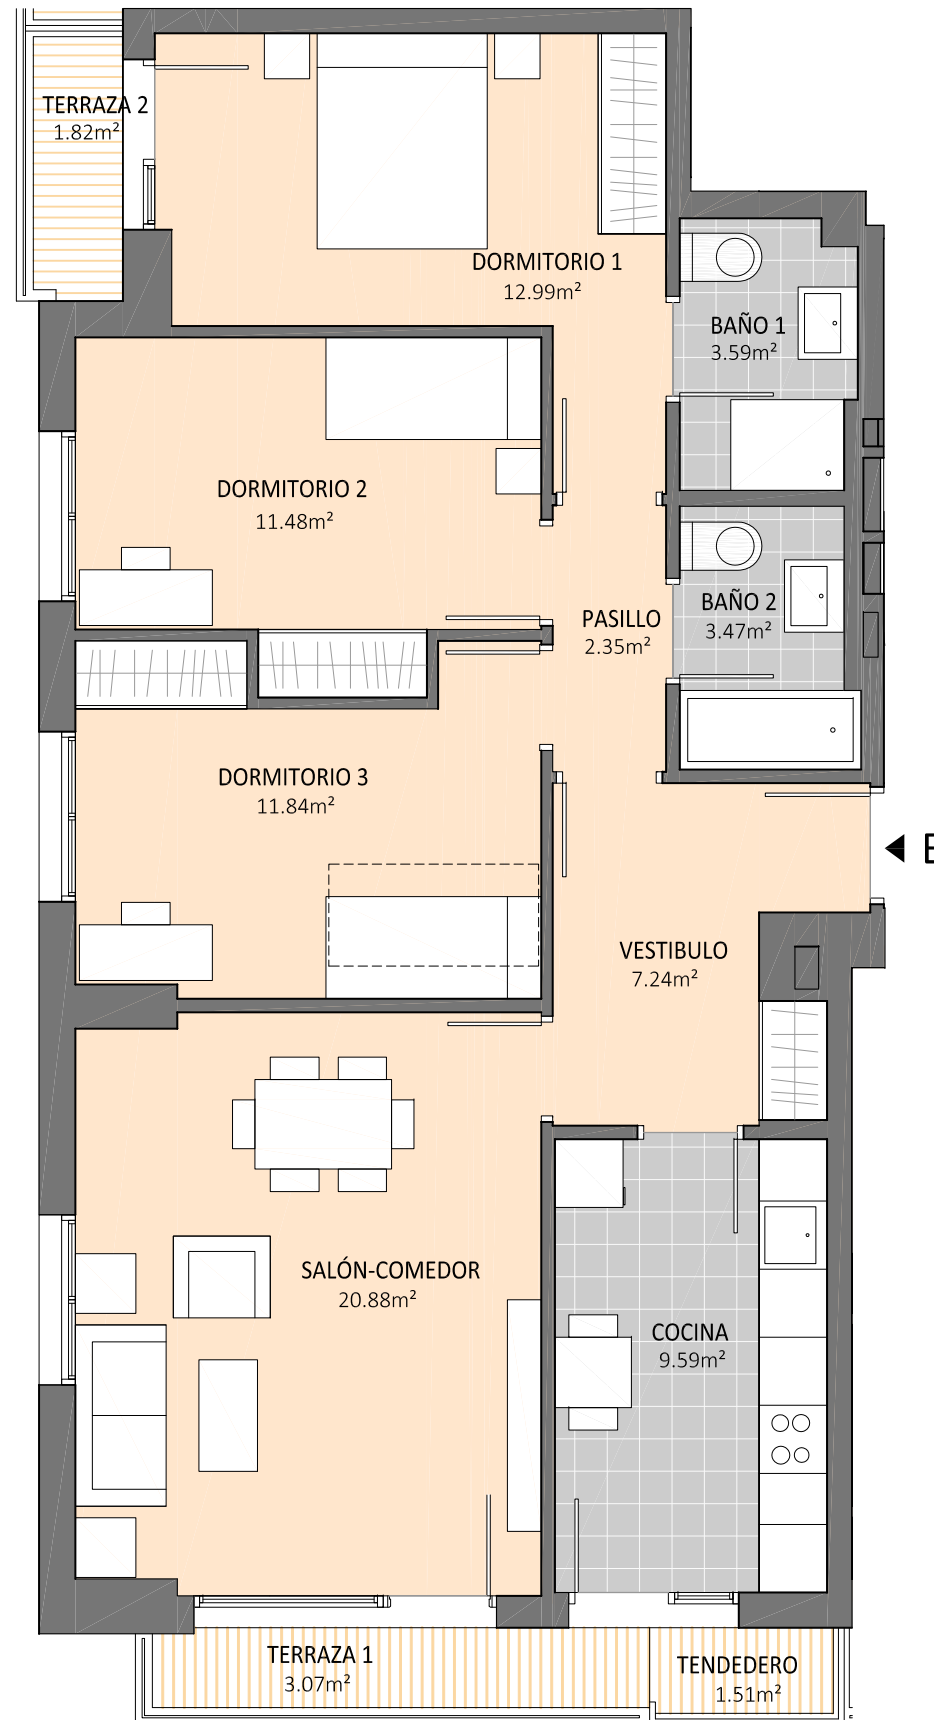 TERRAZA 2
1.82m²
DORMITORIO 1
12.99m²
BAÑO 1
3.59m²
DORMITORIO 2
11.48m²
BAÑO 2
3.47m²
PASILLO
2.35m²
DORMITORIO 3
11.84m²
VESTIBULO
7.24m²
SALÓN-COMEDOR
20.88m²
COCINA
9.59m²
TERRAZA 1
3.07m²
TENDEDERO
1.51m²